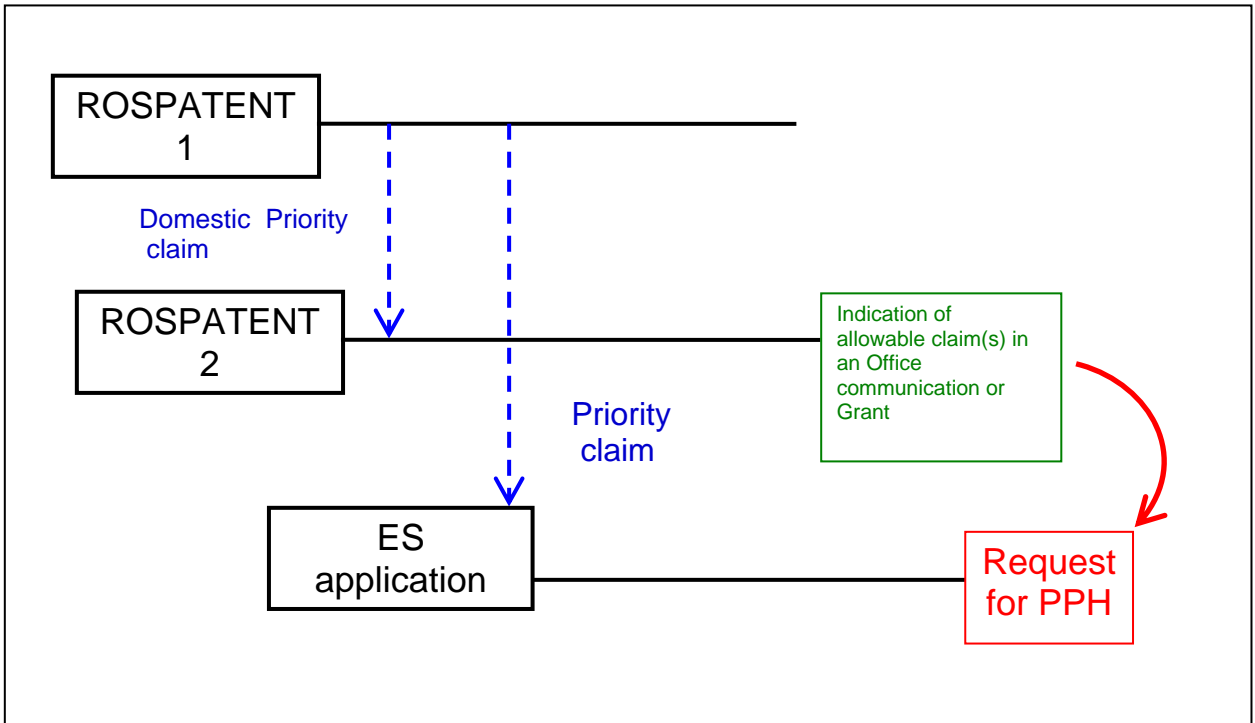 ROSPATENT
1
Domestic Priority
claim
ROSPATENT
2
Indication of
allowable claim(s) in
an Office
communication or
Grant
Priority
claim
ES
application
Request
for PPH